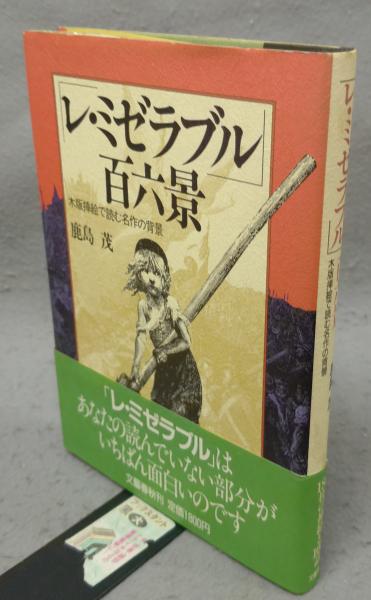 「レ・ミゼラブル」
百六景
木版挿絵で読む名作の背景
鹿島 茂
「レ・ミゼラブル」は
あなたの読んでいない部分が
いちばん面白いのです
文藝春秋刊 定価1800円
「レ・ミゼラブル」
木版挿絵で読む名作の背景